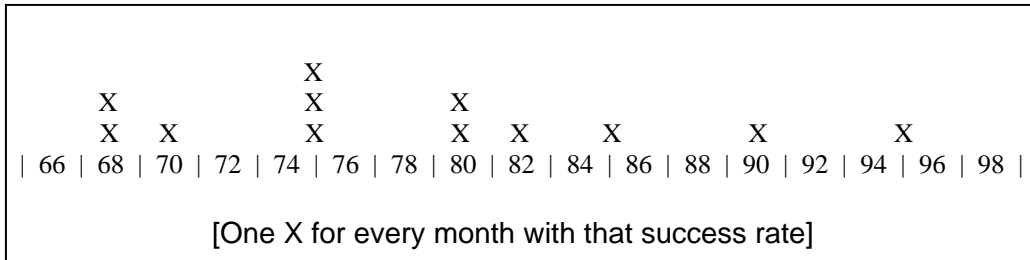 X
X X X
X X X X X X X X
| 66 | 68 | 70 | 72 | 74 | 76 | 78 | 80 | 82 | 84 | 86 | 88 | 90 | 92 | 94 | 96 | 98 |
[One X for every month with that success rate]